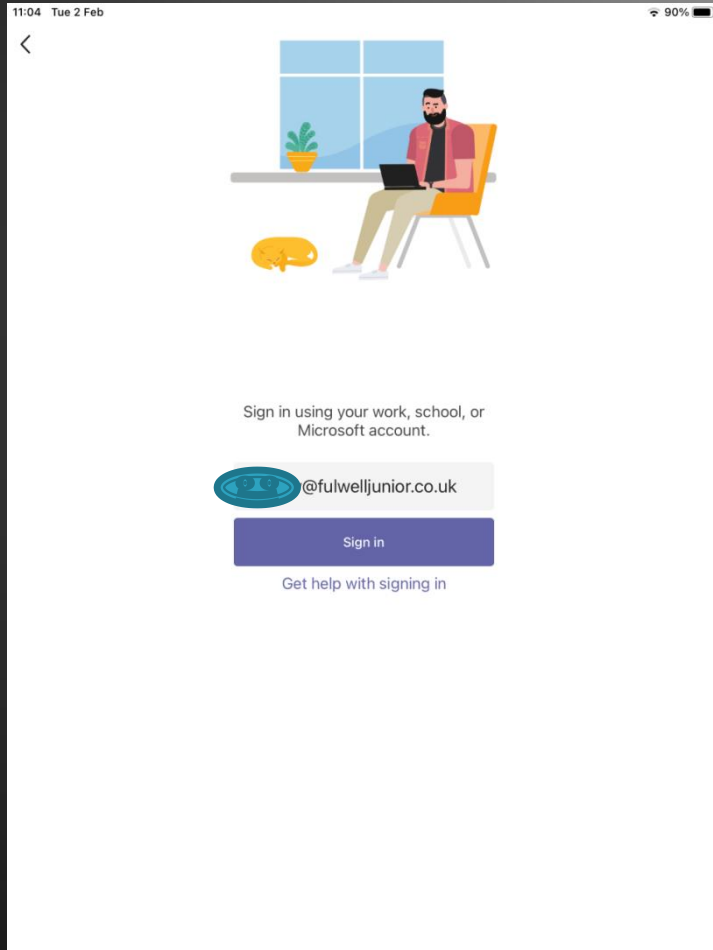 11:04 Tue 2 Feb 90%
Sign in using your work, school, or
Microsoft account.
@fulwelljunior.co.uk
Sign in
Get help with signing in